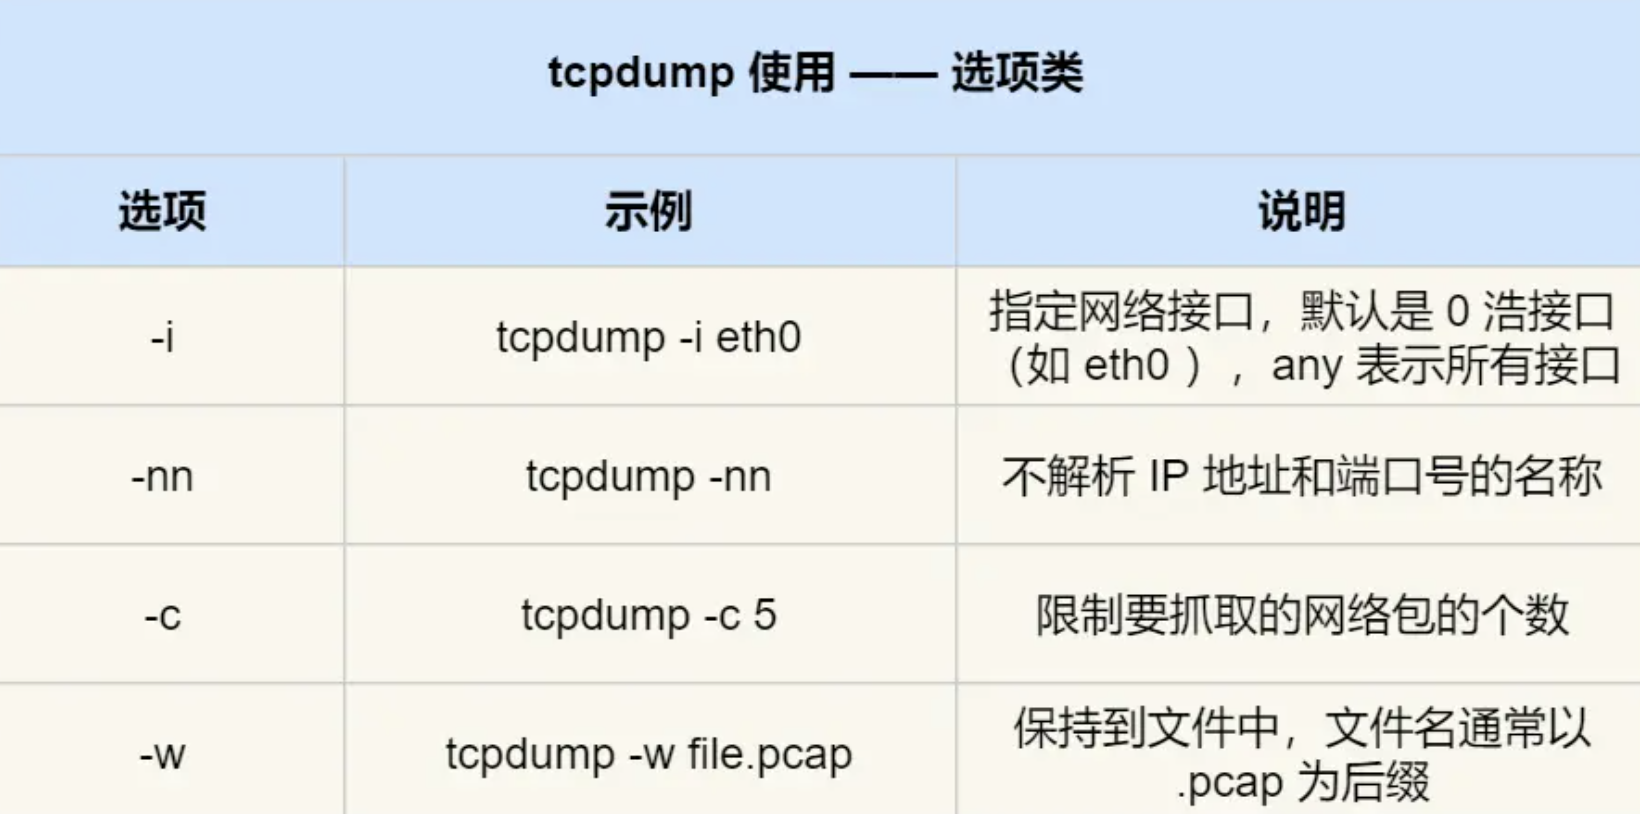 tcpdump 使用 —— 选项类
选项 示例 说明
-i tcpdump -i eth0 指定网络接口，默认是 0 浩接口
（如 eth0 ），any 表示所有接口
-nn tcpdump -nn 不解析 IP 地址和端口号的名称
-c tcpdump -c 5 限制要抓取的网络包的个数
-w tcpdump -w file.pcap 保持到文件中，文件名通常以
.pcap 为后缀